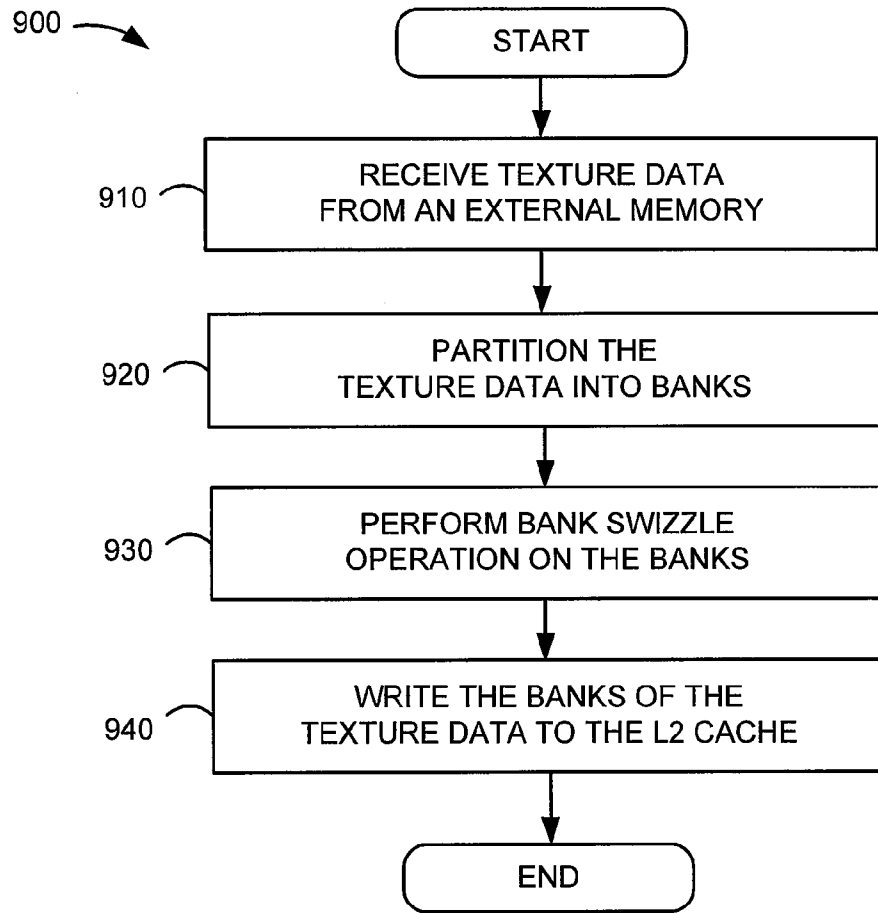 900
START
910
RECEIVE TEXTURE DATA
FROM AN EXTERNAL MEMORY
920
PARTITION THE
TEXTURE DATA INTO BANKS
930
PERFORM BANK SWIZZLE
OPERATION ON THE BANKS
940
WRITE THE BANKS OF THE
TEXTURE DATA TO THE L2 CACHE
END